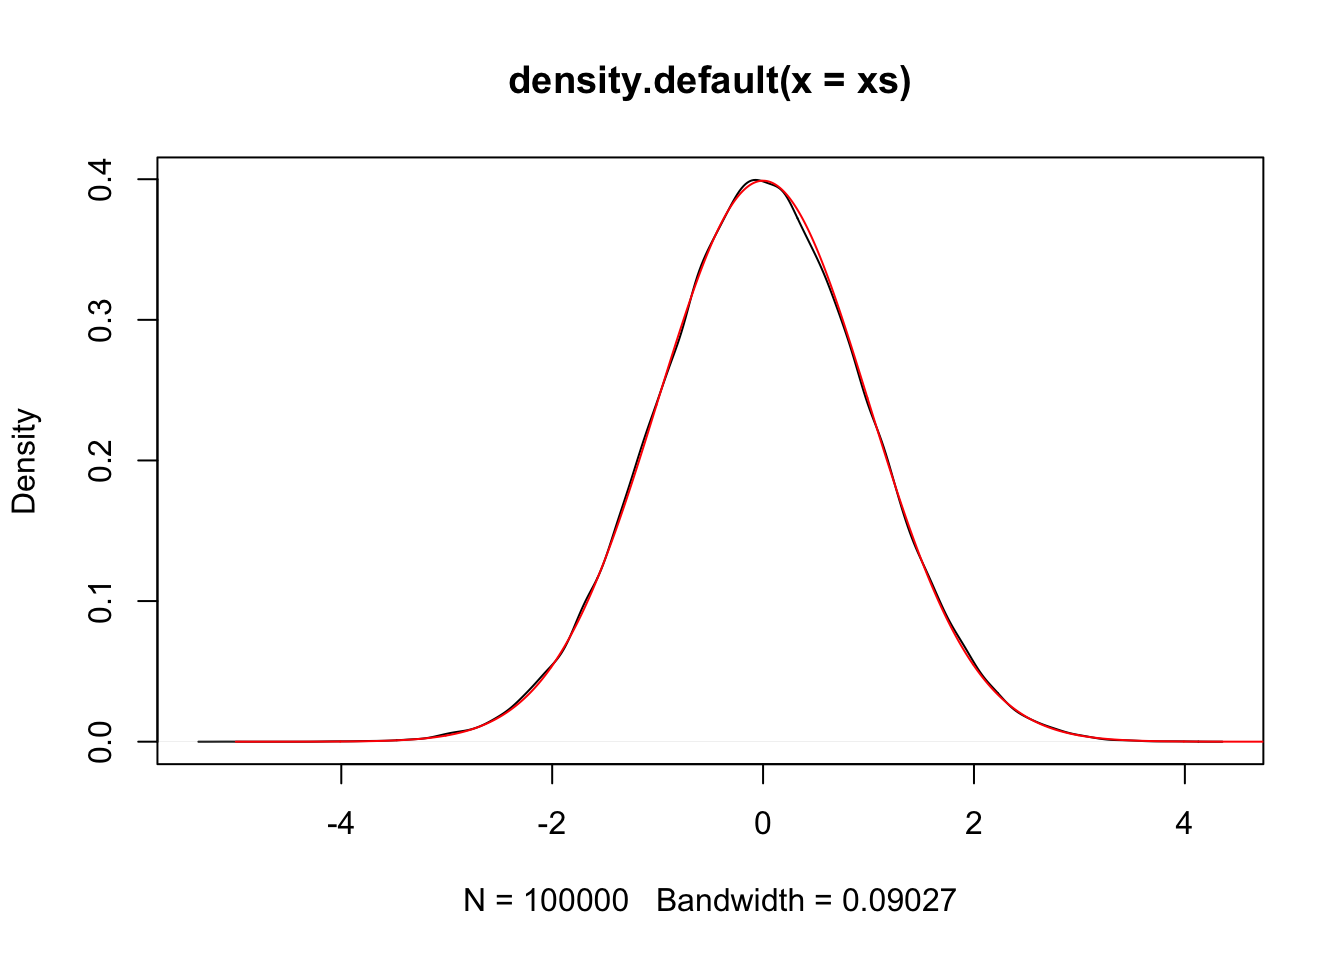 density.default(x = xs)
Density
0.4
0.3
0.2
0.1
0.0
-4 -2 0 2 4
N = 100000 Bandwidth = 0.09027